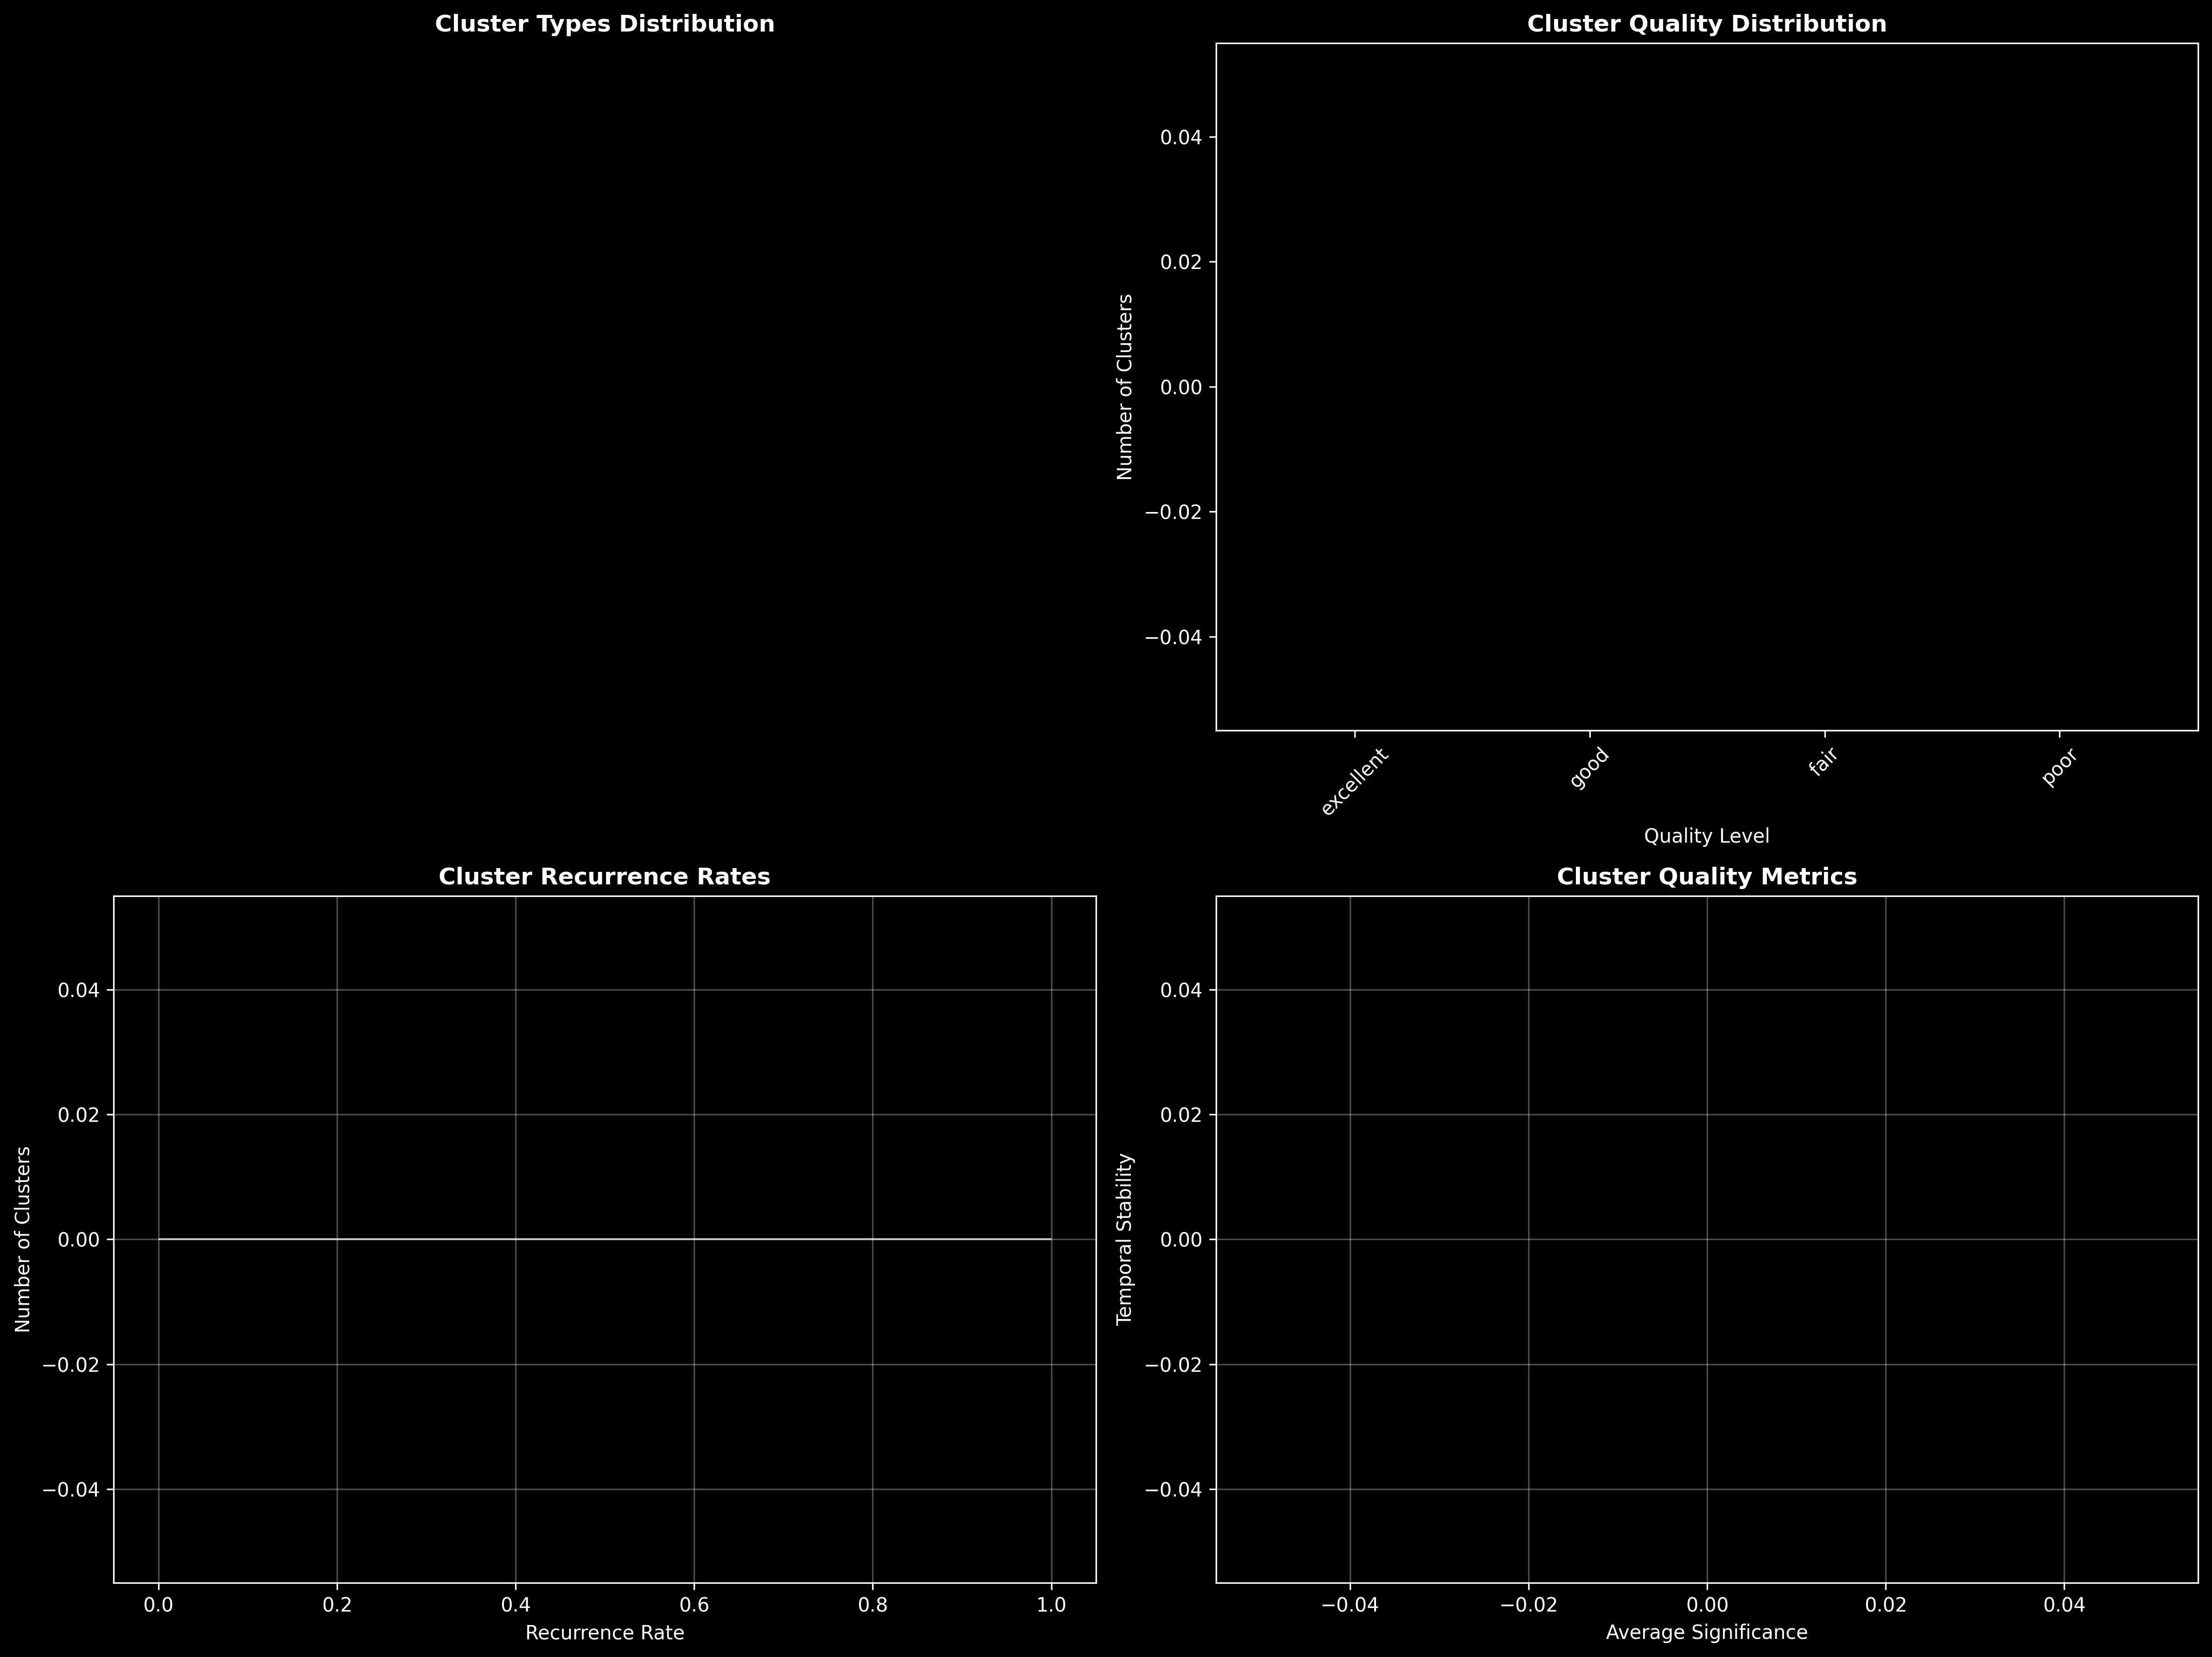 Cluster Types Distribution
Cluster Quality Distribution
Number of Clusters
0.04
0.02
0.00
−0.02
−0.04
excellent
good
fair
poor
Quality Level
Cluster Recurrence Rates
Number of Clusters
0.04
0.02
0.00
−0.02
−0.04
0.0 0.2 0.4 0.6 0.8 1.0
Recurrence Rate
Cluster Quality Metrics
Temporal Stability
0.04
0.02
0.00
−0.02
−0.04
−0.04 −0.02 0.00 0.02 0.04
Average Significance